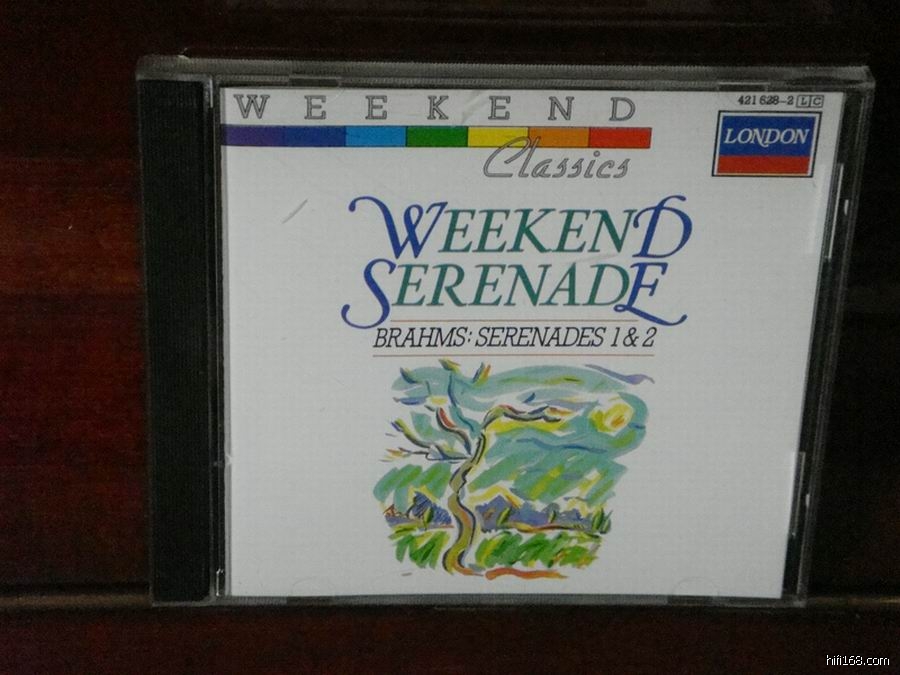 WEEKEND
Classics
421 628-2 LC
LONDON
WEEKEND
SERENADE
BRAHMS: SERENADES 1 & 2
hifi168.com